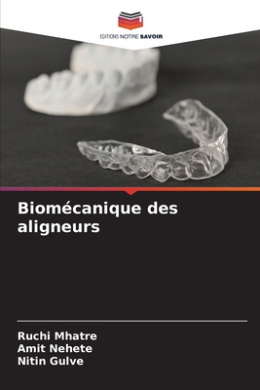 EDITIONS NOTRE SAVOIR
Biomécanique des
aligneurs
Ruchi Mhatre
Amit Nehete
Nitin Gulve